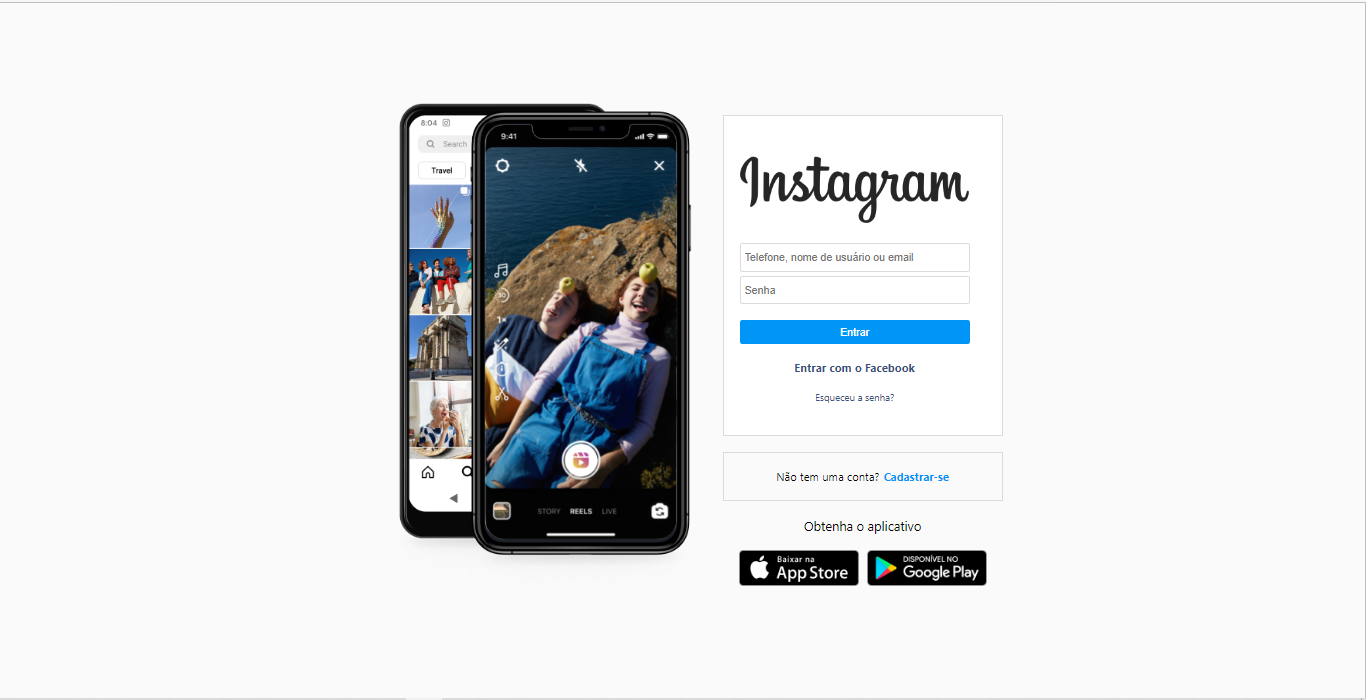 8:04
Search
Travel
9:41
30
1x
STORY REELS LIVE
Instagram
Telefone, nome de usuário ou email
Senha
Entrar
Entrar com o Facebook
Esqueceu a senha?
Não tem uma conta? Cadastrar-se
Obtenha o aplicativo
Baixar na
App Store
DISPONÍVEL NO
Google Play